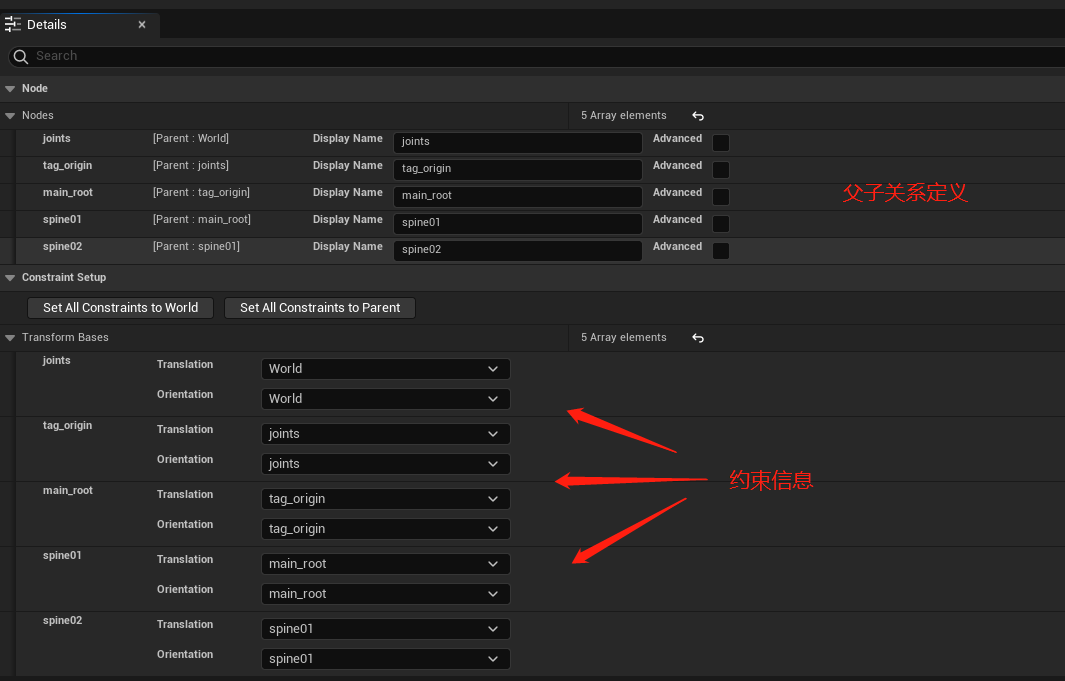 Details
Search
Node
Nodes 5 Array elements
joints [Parent : World] Display Name joints Advanced
tag_origin [Parent : joints] Display Name tag_origin Advanced
main_root [Parent : tag_origin] Display Name main_root Advanced
父子关系定义
spine01 [Parent : main_root] Display Name spine01 Advanced
spine02 [Parent : spine01] Display Name spine02 Advanced
Constraint Setup
Set All Constraints to World Set All Constraints to Parent
Transform Bases 5 Array elements
joints Translation World
Orientation World
tag_origin Translation joints
Orientation joints
约束信息
main_root Translation tag_origin
Orientation tag_origin
spine01 Translation main_root
Orientation main_root
spine02 Translation spine01
Orientation spine01